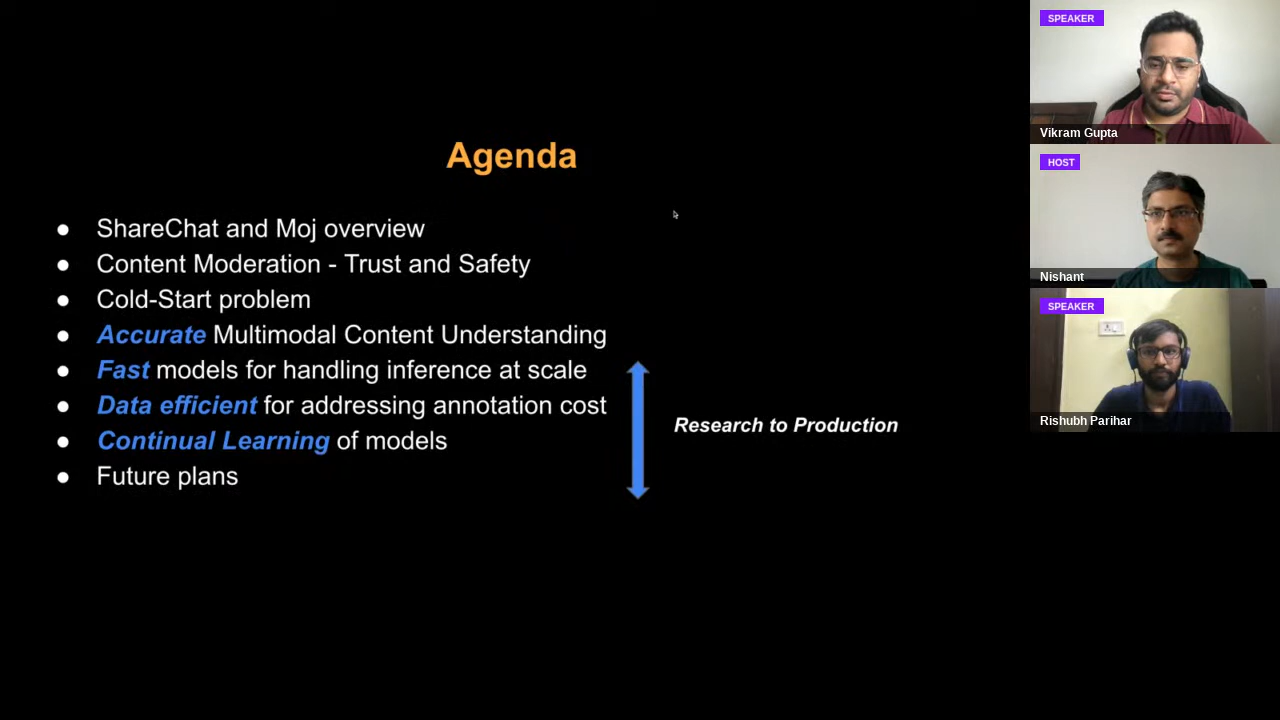 Agenda
● ShareChat and Moj overview
● Content Moderation - Trust and Safety
● Cold-Start problem
● Accurate Multimodal Content Understanding
● Fast models for handling inference at scale
● Data efficient for addressing annotation cost
● Continual Learning of models
● Future plans
Research to Production
SPEAKER
Vikram Gupta
HOST
Nishant
SPEAKER
Rishubh Parihar